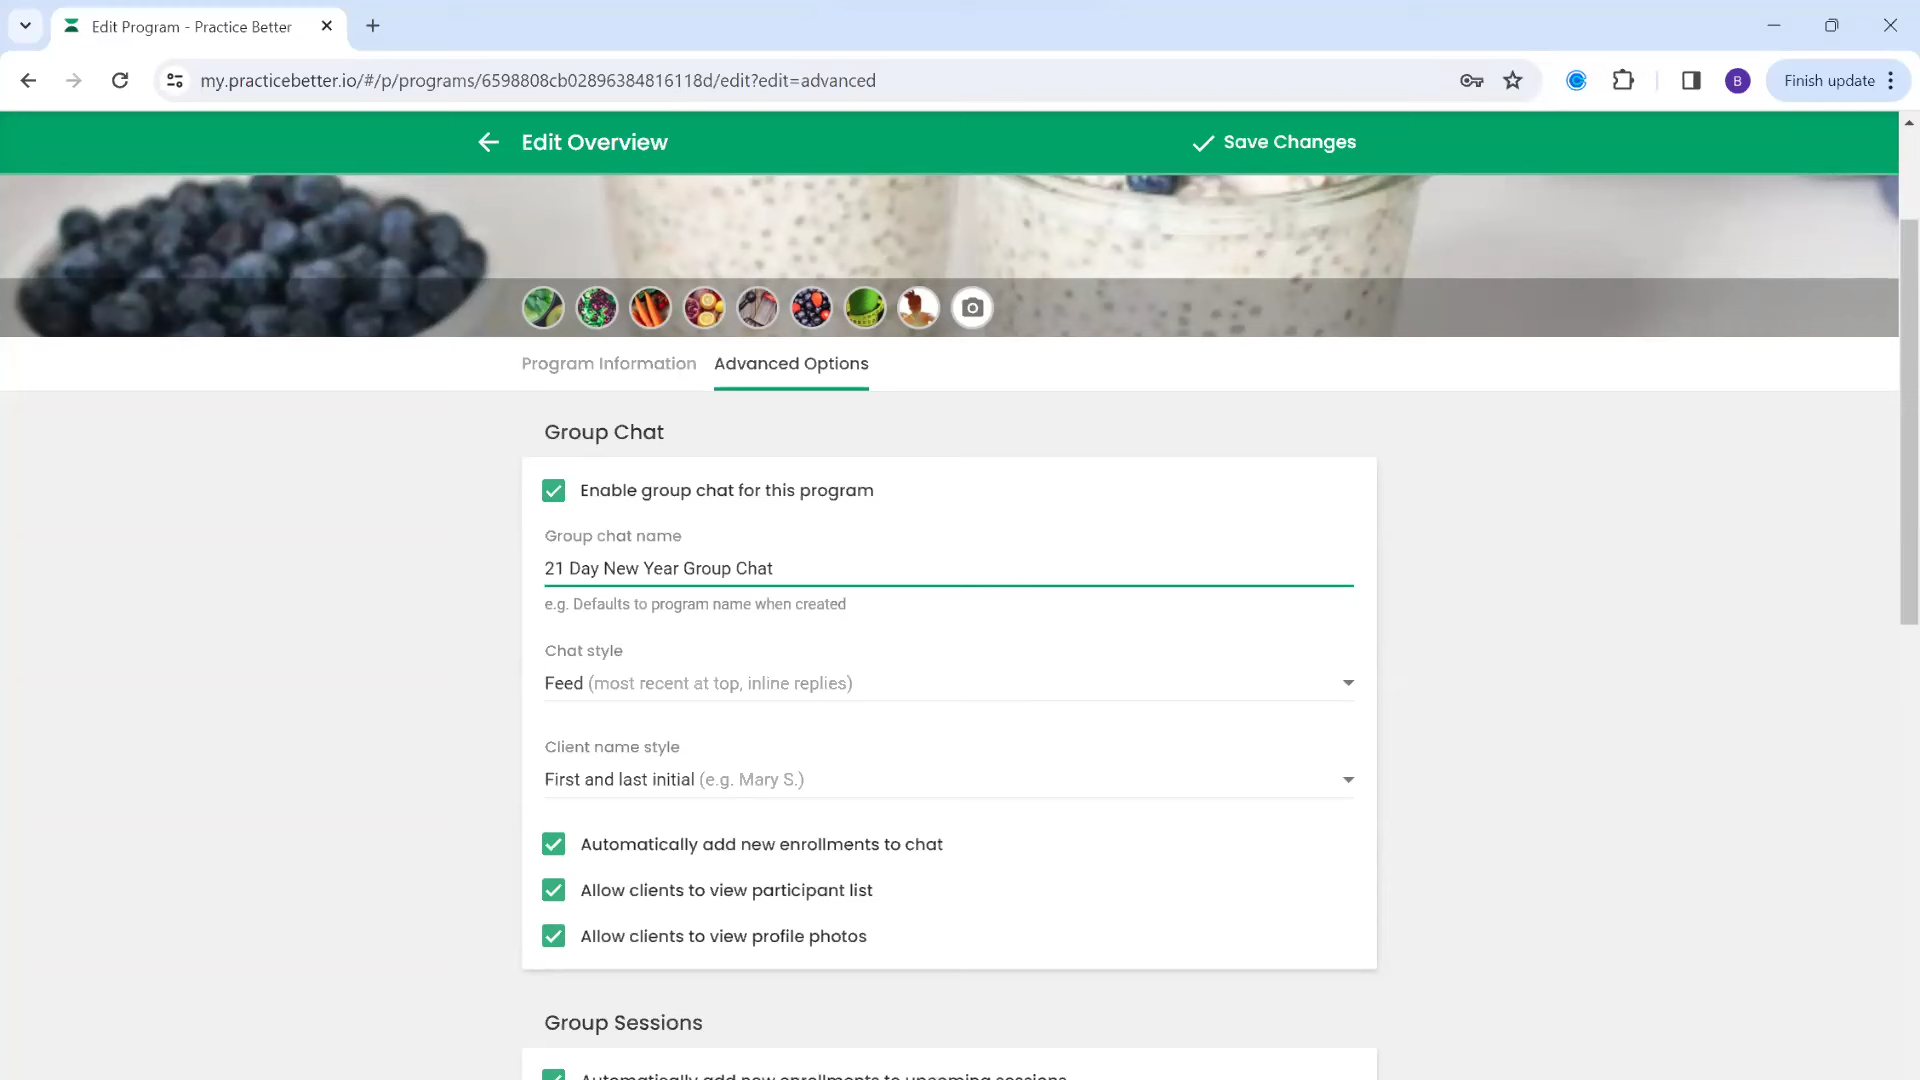 Edit Program - Practice Better
my.practicebetter.io/#/p/programs/6598808cb02896384816118d/edit?edit=advanced
B
Finish update
Edit Overview
Save Changes
Program Information
Advanced Options
Group Chat
Enable group chat for this program
Group chat name
21 Day New Year Group Chat
e.g. Defaults to program name when created
Chat style
Feed (most recent at top, inline replies)
Client name style
First and last initial (e.g. Mary S.)
Automatically add new enrollments to chat
Allow clients to view participant list
Allow clients to view profile photos
Group Sessions
Automatically add new enrollments to upcoming sessions